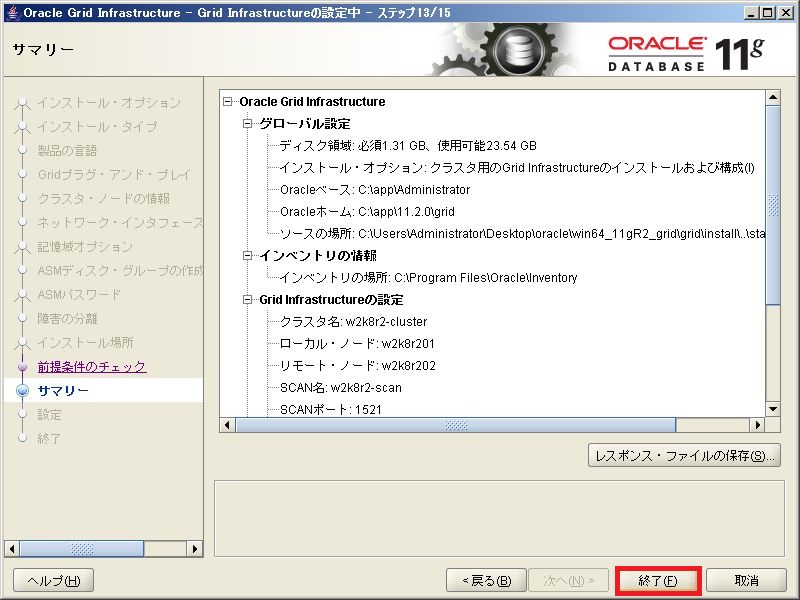 Oracle Grid Infrastructure - Grid Infrastructureの設定中 - ステップ13/15
サマリー
ORACLE
DATABASE
11g
インストール・オプション
インストール・タイプ
製品の言語
Gridプラグ・アンド・プレイ
クラスタ・ノードの情報
ネットワーク・インタフェース
記憶域オプション
ASMディスク・グループの作成
ASMパスワード
障害の分離
インストール場所
前提条件のチェック
サマリー
設定
終了
Oracle Grid Infrastructure
グローバル設定
ディスク領域: 必須1.31 GB、使用可能23.54 GB
インストール・オプション: クラスタ用のGrid Infrastructureのインストールおよび構成(I)
Oracleベース: C:\app\Administrator
Oracleホーム: C:\app\11.2.0\grid
ソースの場所: C:\Users\Administrator\Desktop\oracle\win64_11gR2_grid\grid\install\..\sta
インベントリの情報
インベントリの場所: C:\Program Files\Oracle\Inventory
Grid Infrastructureの設定
クラスタ名: w2k8r2-cluster
ローカル・ノード: w2k8r201
リモート・ノード: w2k8r202
SCAN名: w2k8r2-scan
SCANポート: 1521
レスポンス・ファイルの保存(S)...
ヘルプ(H)
< 戻る(B)
次へ(N) >
終了(F)
取消